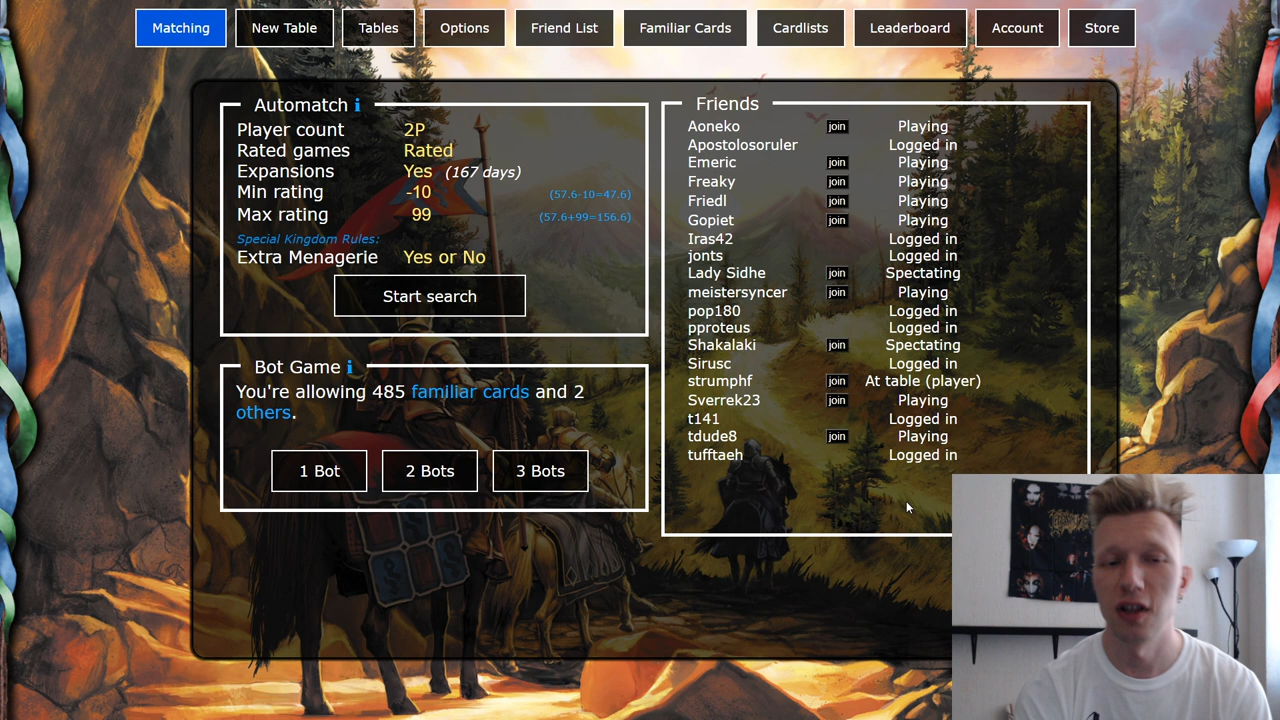 Matching New Table Tables Options Friend List Familiar Cards Cardlists Leaderboard Account Store
Automatch i
Player count 2P
Rated games Rated
Expansions Yes (167 days)
Min rating -10 (57.6-10=47.6)
Max rating 99 (57.6+99=156.6)
Special Kingdom Rules:
Extra Menagerie Yes or No
Start search
Bot Game i
You're allowing 485 familiar cards and 2
others.
1 Bot 2 Bots 3 Bots
Friends
Aoneko join Playing
Apostolosoruler Logged in
Emeric join Playing
Freaky join Playing
Friedl join Playing
Gopiet join Playing
Iras42 Logged in
jonts Logged in
Lady Sidhe join Spectating
meistersyncer join Playing
pop180 Logged in
pproteus Logged in
Shakalaki join Spectating
Sirusc Logged in
strumphf join At table (player)
Sverrek23 join Playing
t141 Logged in
tdude8 join Playing
tufftaeh Logged in